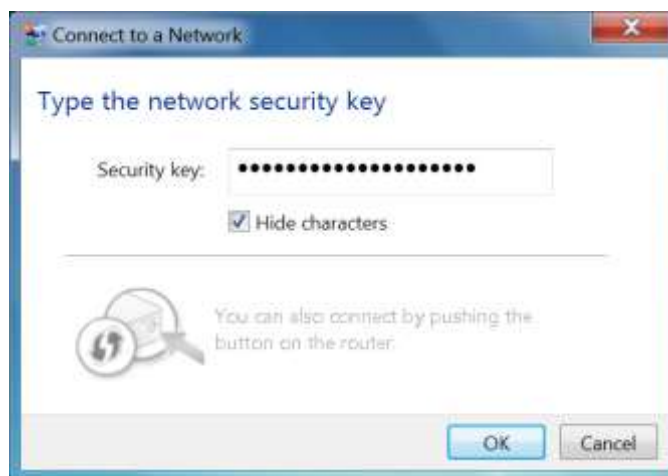 Connect to a Network
Type the network security key
Security key: ••••••••••••••••••••
Hide characters
You can also connect by pushing the
button on the router.
OK Cancel